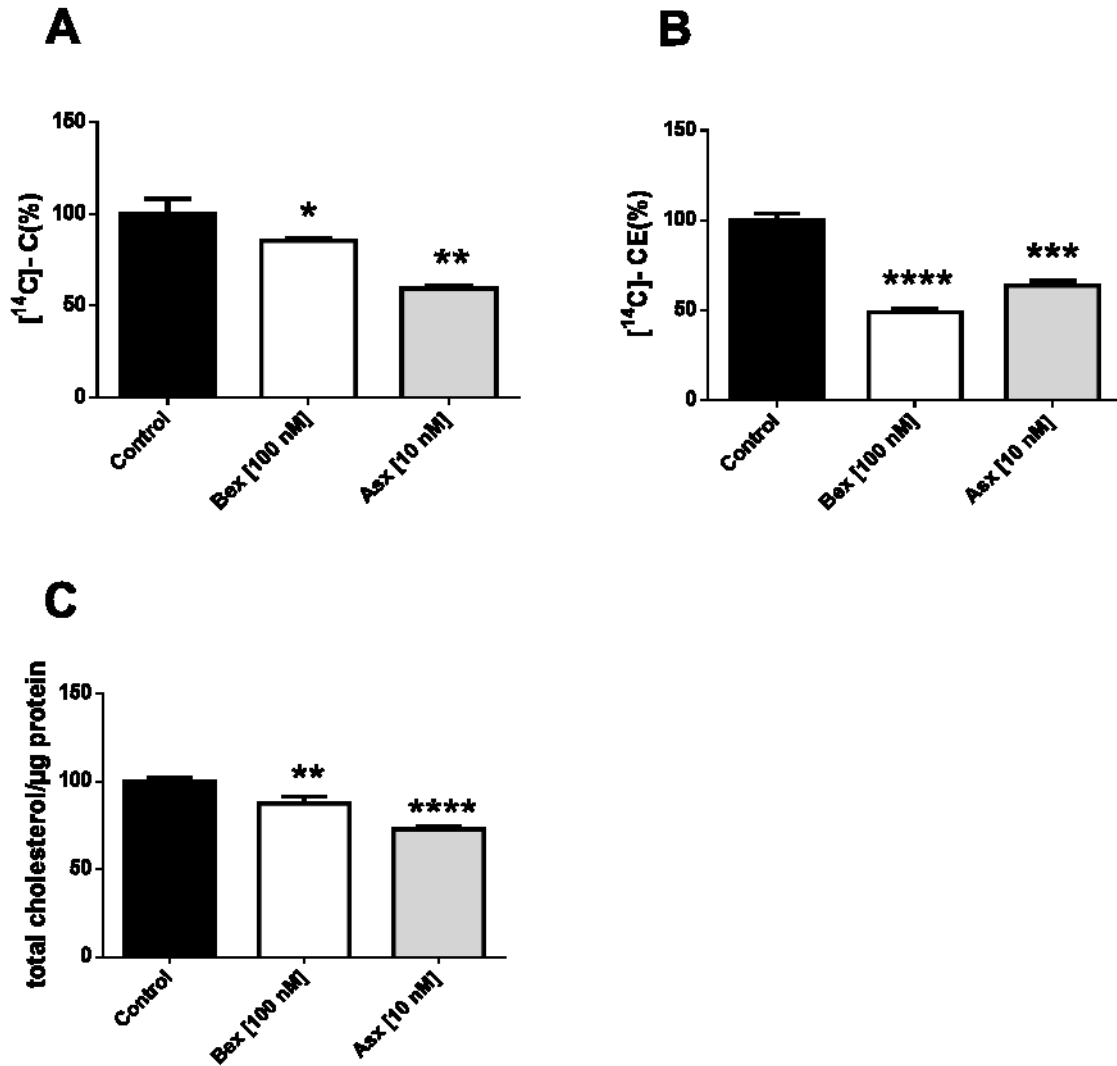 A
[¹⁴C]- C(%)
150
100
50
0
*
**
Control
Bex [100 nM]
Asx [10 nM]
B
[¹⁴C]- CE(%)
150
100
50
0
****
***
Control
Bex [100 nM]
Asx [10 nM]
C
total cholesterol/µg protein
150
100
50
0
**
****
Control
Bex [100 nM]
Asx [10 nM]